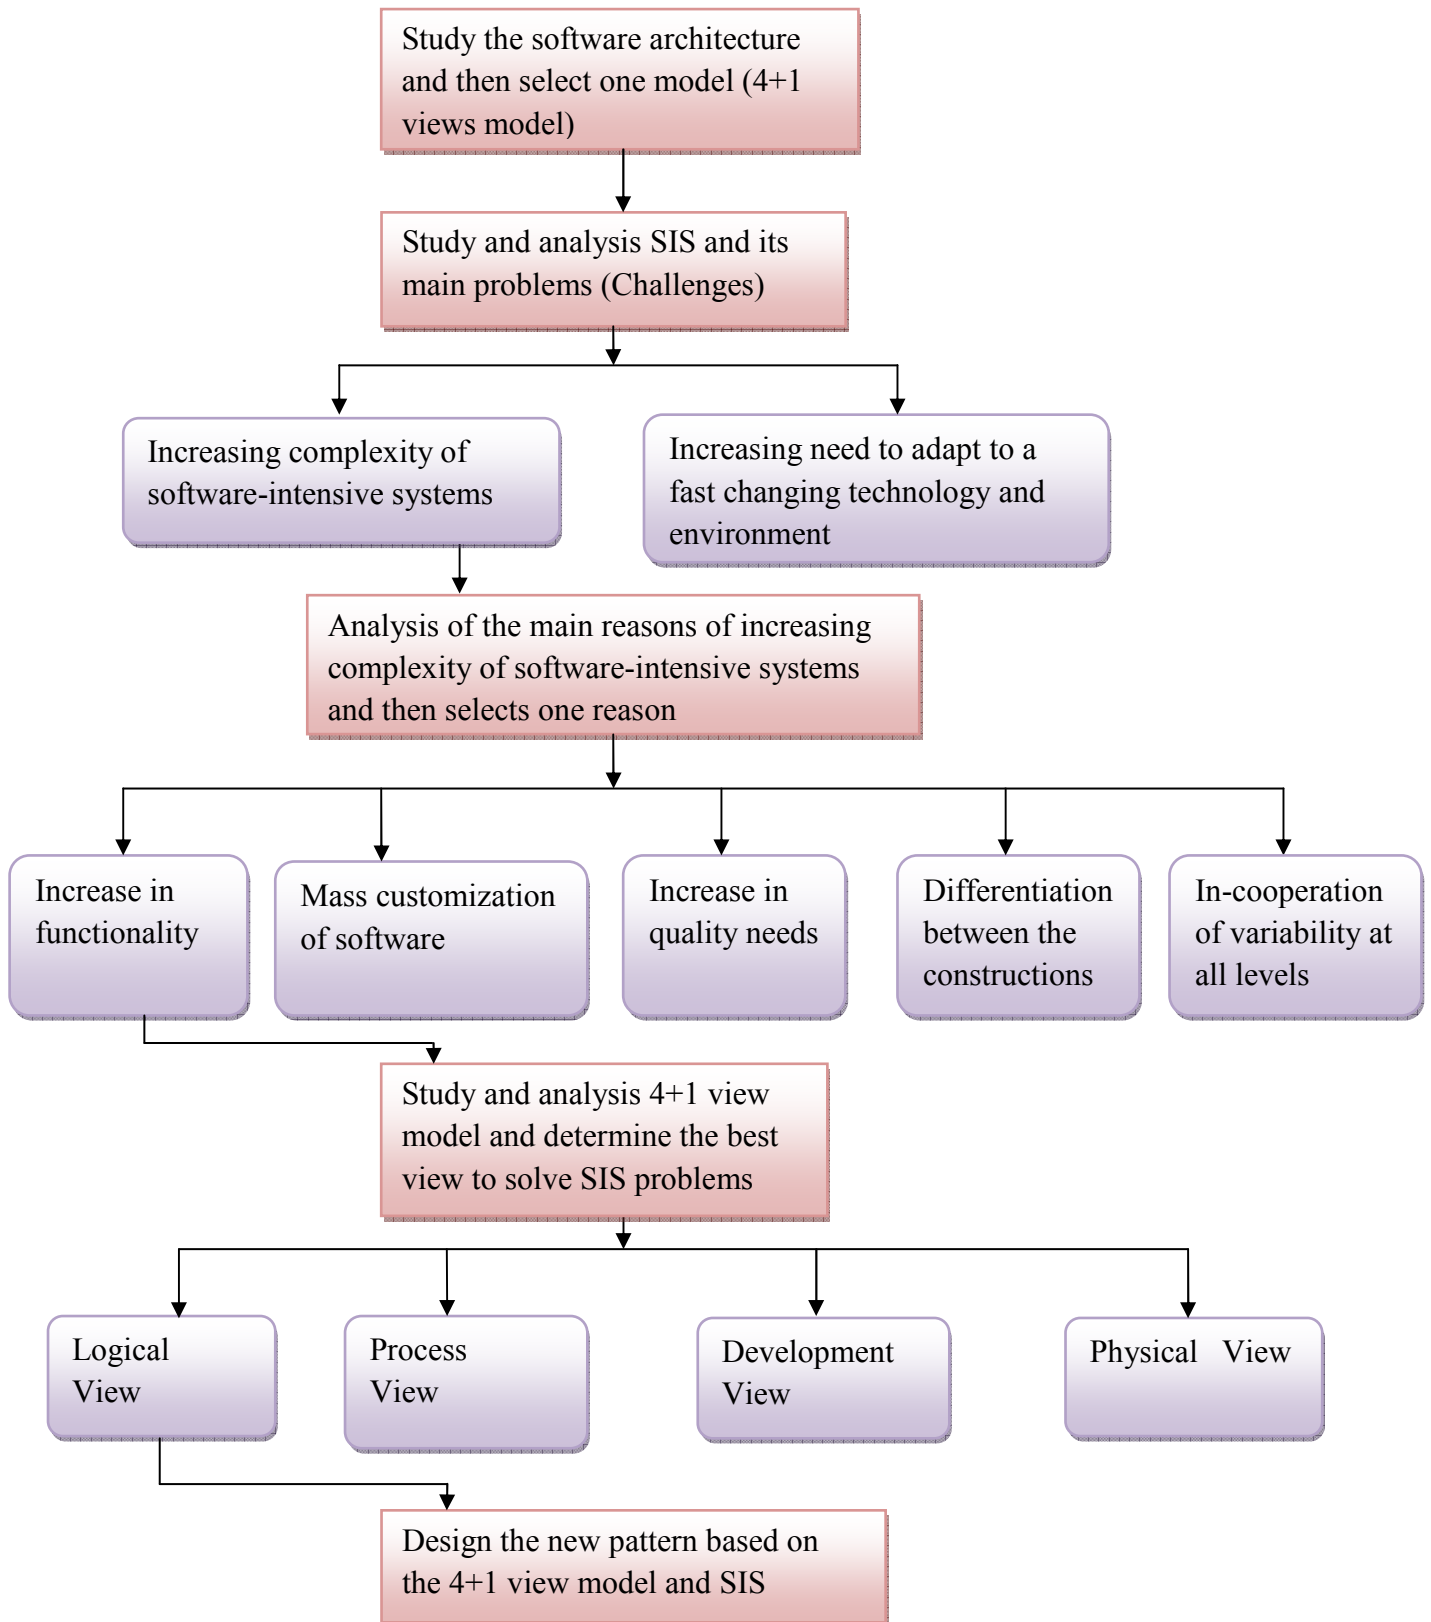 Study the software architecture
and then select one model (4+1
views model)
Study and analysis SIS and its
main problems (Challenges)
Increasing complexity of
software-intensive systems
Increasing need to adapt to a
fast changing technology and
environment
Analysis of the main reasons of increasing
complexity of software-intensive systems
and then selects one reason
Increase in
functionality
Mass customization
of software
Increase in
quality needs
Differentiation
between the
constructions
In-cooperation
of variability at
all levels
Study and analysis 4+1 view
model and determine the best
view to solve SIS problems
Logical
View
Process
View
Development
View
Physical View
Design the new pattern based on
the 4+1 view model and SIS